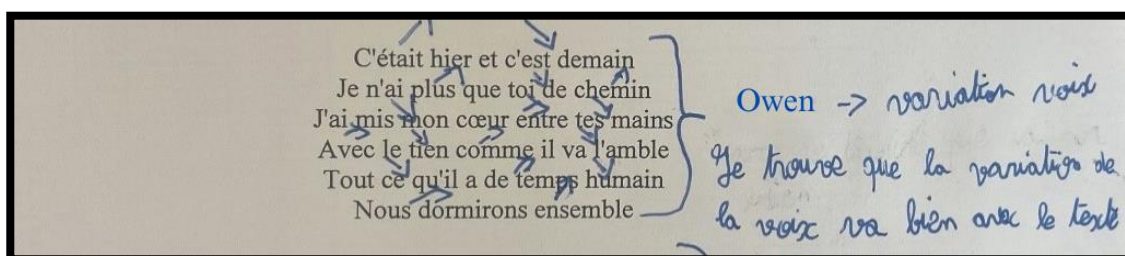 C'était hier et c'est demain
Je n'ai plus que toi de chemin
J'ai mis mon cœur entre tes mains
Avec le tien comme il va l'amble
Tout ce qu'il a de temps humain
Nous dormirons ensemble
Owen -> variation voix
Je trouve que la variation de
la voix va bien avec le texte